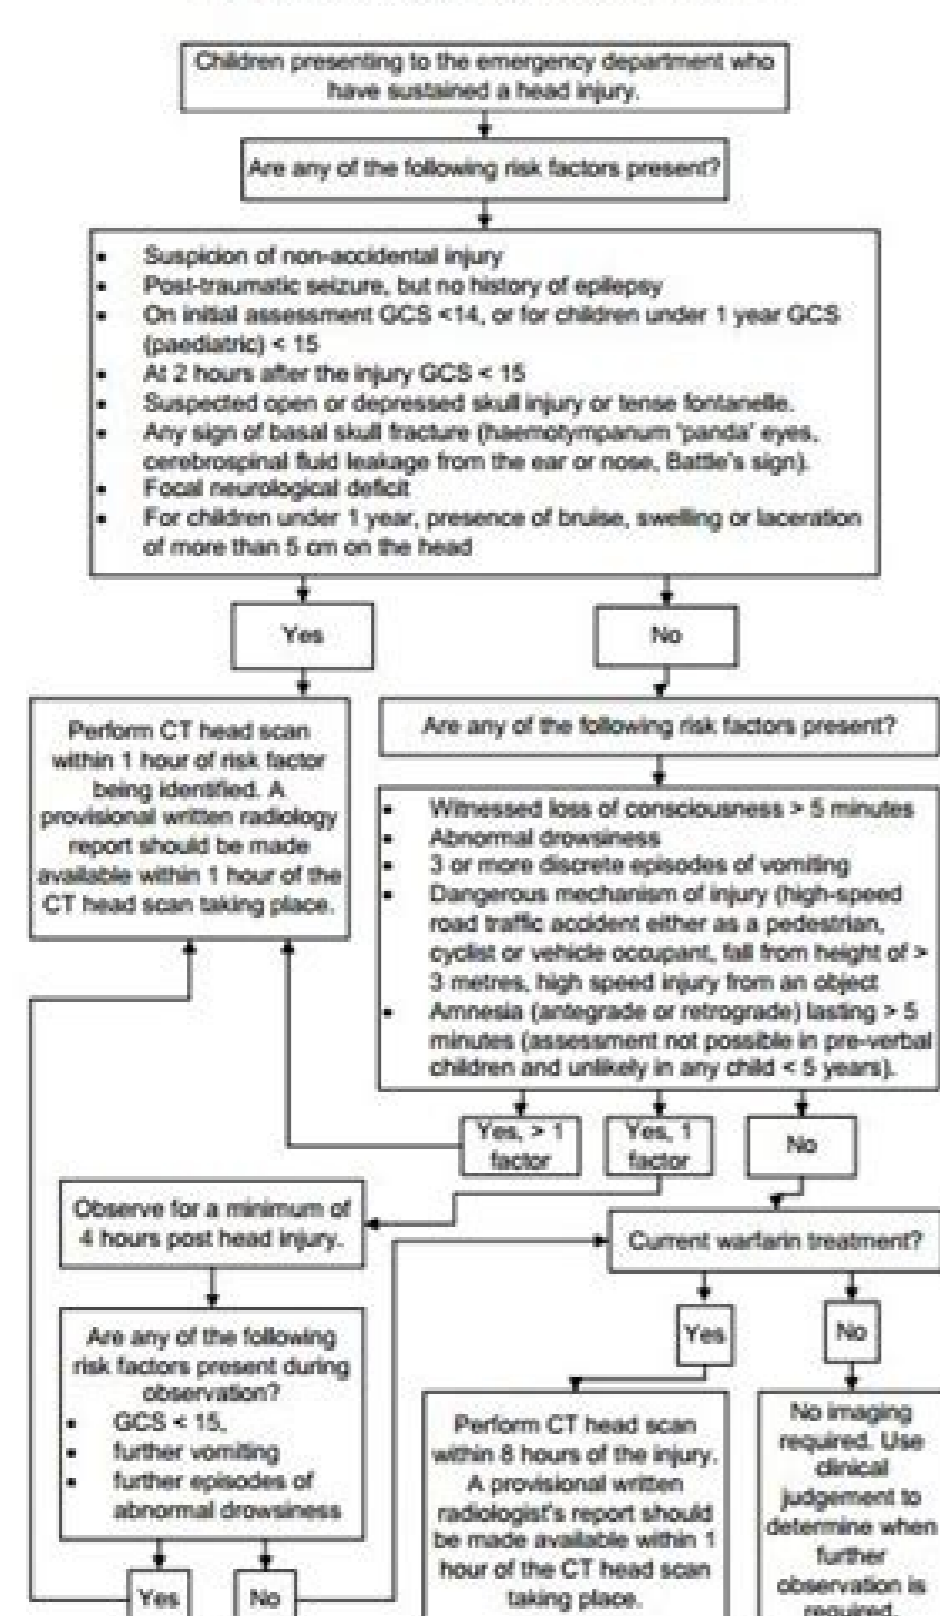 Children presenting to the emergency department who
have sustained a head injury.
Are any of the following risk factors present?
• Suspicion of non-accidental injury
• Post-traumatic seizure, but no history of epilepsy
• On initial assessment GCS <14, or for children under 1 year GCS
(paediatric) < 15
• At 2 hours after the injury GCS < 15
• Suspected open or depressed skull injury or tense fontanelle.
• Any sign of basal skull fracture (haemotympanum 'panda' eyes,
cerebrospinal fluid leakage from the ear or nose, Battle's sign).
• Focal neurological deficit
• For children under 1 year, presence of bruise, swelling or laceration
of more than 5 cm on the head
Yes
No
Perform CT head scan
within 1 hour of risk factor
being identified. A
provisional written radiology
report should be made
available within 1 hour of the
CT head scan taking place.
Are any of the following risk factors present?
• Witnessed loss of consciousness > 5 minutes
• Abnormal drowsiness
• 3 or more discrete episodes of vomiting
• Dangerous mechanism of injury (high-speed
road traffic accident either as a pedestrian,
cyclist or vehicle occupant, fall from height of >
3 metres, high speed injury from an object
• Amnesia (antegrade or retrograde) lasting > 5
minutes (assessment not possible in pre-verbal
children and unlikely in any child < 5 years).
Yes, > 1
factor
Yes, 1
factor
No
Observe for a minimum of
4 hours post head injury.
Current warfarin treatment?
Are any of the following
risk factors present during
observation?
• GCS < 15,
• further vomiting
• further episodes of
abnormal drowsiness
Yes
No
Yes
No
Perform CT head scan
within 8 hours of the injury.
A provisional written
radiologist's report should
be made available within 1
hour of the CT head scan
taking place.
No imaging
required. Use
clinical
judgement to
determine when
further
observation is
required.